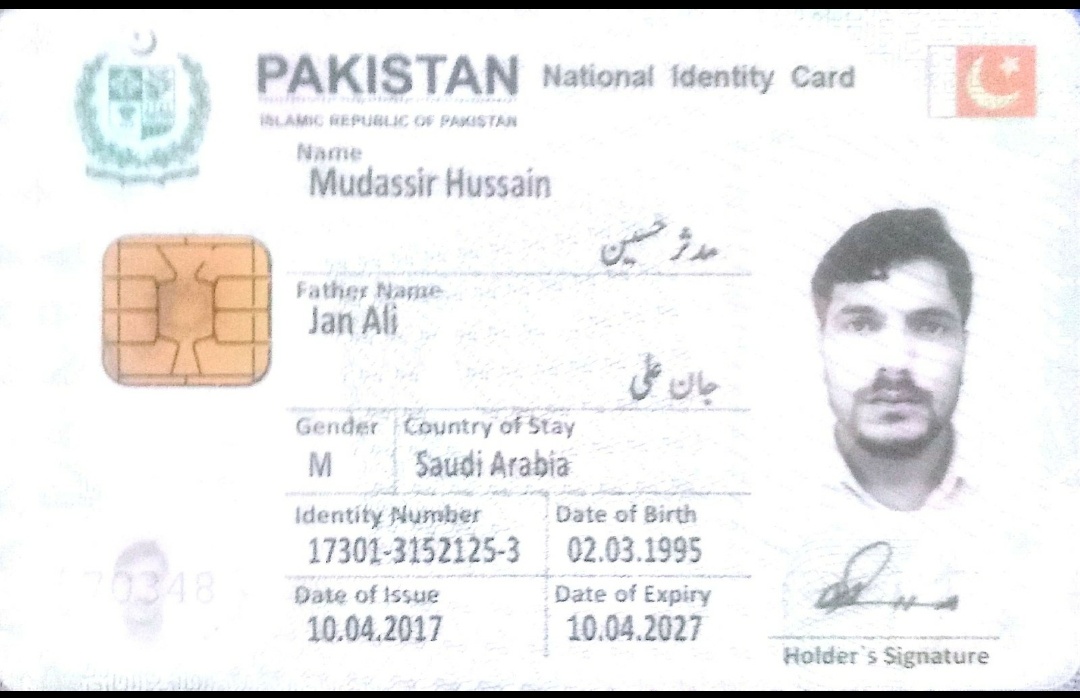 PAKISTAN National Identity Card
ISLAMIC REPUBLIC OF PAKISTAN
Name
Mudassir Hussain
مدثر حسین
Father Name
Jan Ali
جان علی
Gender Country of Stay
M Saudi Arabia
Identity Number Date of Birth
17301-3152125-3 02.03.1995
Date of Issue Date of Expiry
10.04.2017 10.04.2027
70348
Holder's Signature